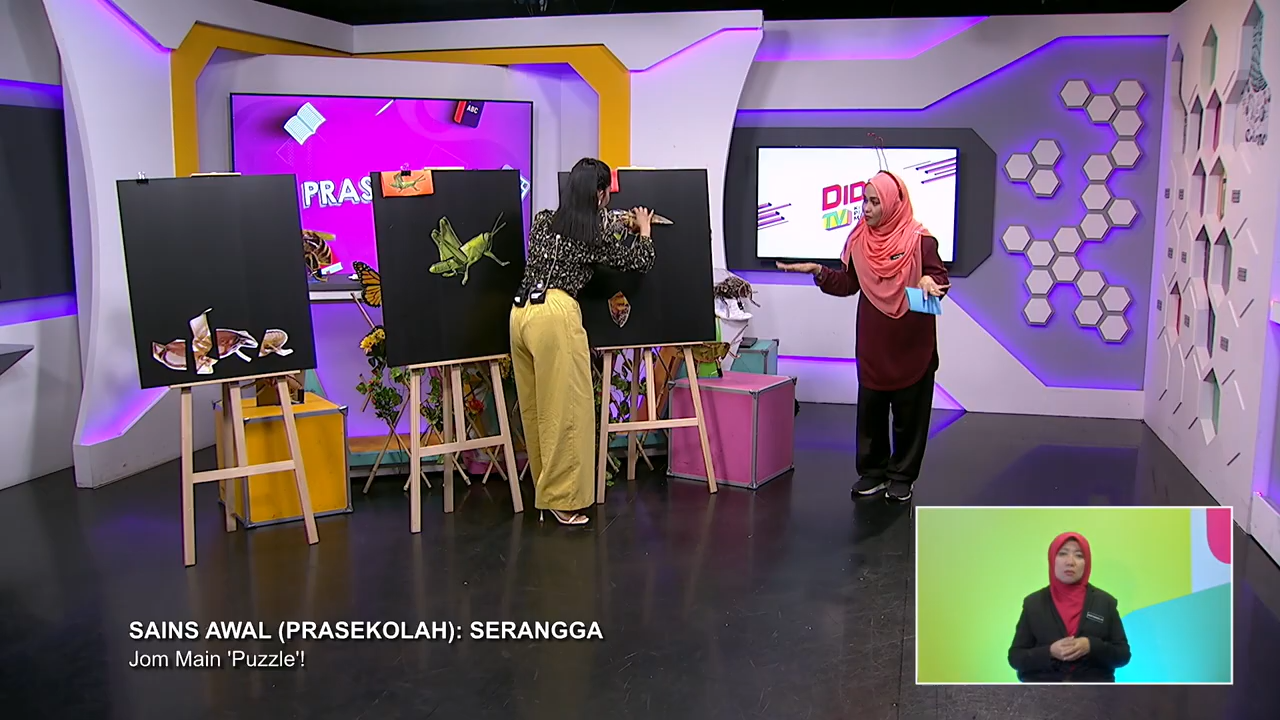 ABC
PRAS
DID
TV
SAINS AWAL (PRASEKOLAH): SERANGGA
Jom Main 'Puzzle'!